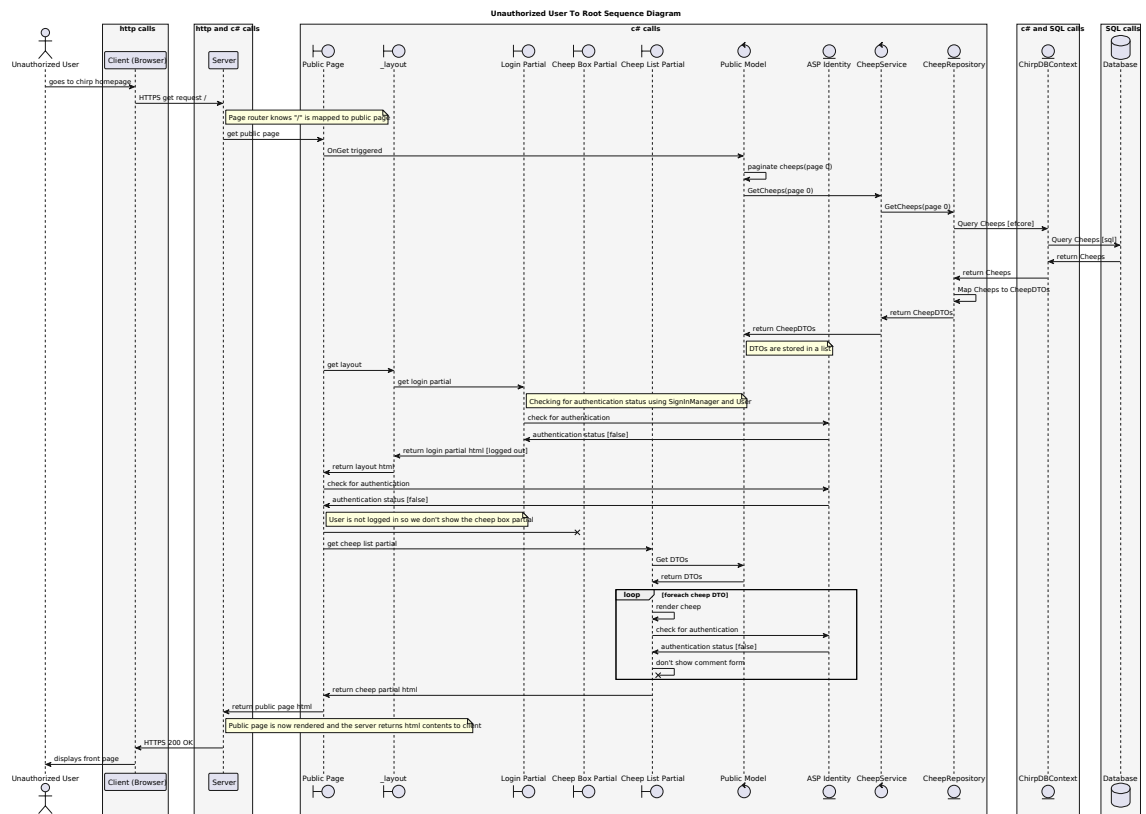 Unauthorized User To Root Sequence Diagram
http calls
http and c# calls
c# calls
c# and SQL calls
SQL calls
Unauthorized User
Client (Browser)
Server
Public Page
_layout
Login Partial
Cheep Box Partial
Cheep List Partial
Public Model
ASP Identity
CheepService
CheepRepository
ChirpDBContext
Database
goes to chirp homepage
HTTPS get request /
Page router knows "/" is mapped to public page
get public page
OnGet triggered
paginate cheeps(page 0)
GetCheeps(page 0)
GetCheeps(page 0)
Query Cheeps [efcore]
Query Cheeps [sql]
return Cheeps
return Cheeps
Map Cheeps to CheepDTOs
return CheepDTOs
return CheepDTOs
DTOs are stored in a list
get layout
get login partial
Checking for authentication status using SignInManager and User
check for authentication
authentication status [false]
return login partial html [logged out]
return layout html
check for authentication
authentication status [false]
User is not logged in so we don't show the cheep box partial
get cheep list partial
Get DTOs
return DTOs
loop
[foreach cheep DTO]
render cheep
check for authentication
authentication status [false]
don't show comment form
return cheep partial html
return public page html
Public page is now rendered and the server returns html contents to client
HTTPS 200 OK
displays front page
Unauthorized User
Client (Browser)
Server
Public Page
_layout
Login Partial
Cheep Box Partial
Cheep List Partial
Public Model
ASP Identity
CheepService
CheepRepository
ChirpDBContext
Database